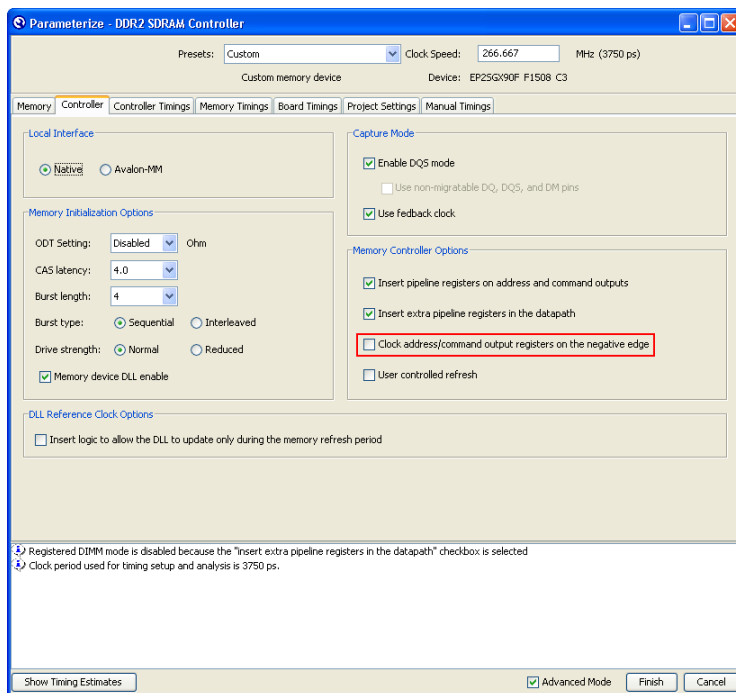 Parameterize - DDR2 SDRAM Controller
Presets: Custom Clock Speed: 266.667 MHz (3750 ps)
Custom memory device Device: EP2SGX90F F1508 C3
Memory Controller Controller Timings Memory Timings Board Timings Project Settings Manual Timings
Local Interface
Native Avalon-MM
Memory Initialization Options
ODT Setting: Disabled Ohm
CAS latency: 4.0
Burst length: 4
Burst type: Sequential Interleaved
Drive strength: Normal Reduced
Memory device DLL enable
Capture Mode
Enable DQS mode
Use non-migratable DQ, DQS, and DM pins
Use fedback clock
Memory Controller Options
Insert pipeline registers on address and command outputs
Insert extra pipeline registers in the datapath
Clock address/command output registers on the negative edge
User controlled refresh
DLL Reference Clock Options
Insert logic to allow the DLL to update only during the memory refresh period
Registered DIMM mode is disabled because the "insert extra pipeline registers in the datapath" checkbox is selected
Clock period used for timing setup and analysis is 3750 ps.
Show Timing Estimates Advanced Mode Finish Cancel